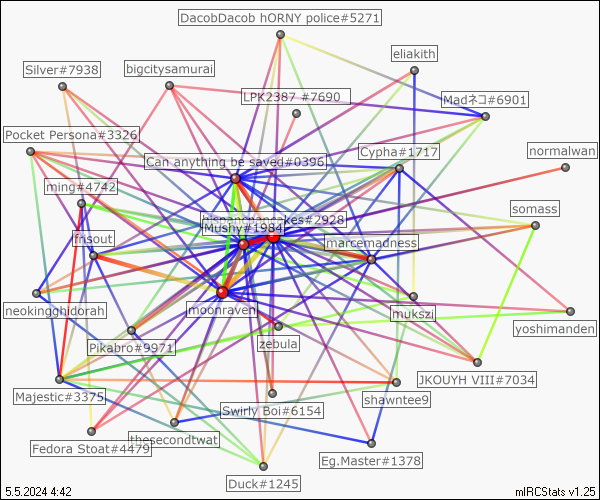 DacobDacob hORNY police#5271
eliakith
Silver#7938
bigcitysamurai
LPK2387 #7690
Madネコ#6901
Pocket Persona#3326
Can anything be saved#0396
Cypha#1717
normalwan
ming#4742
somass
Mushy#1984
frisout
marcemadness
neokingghidorah
moonraven
mukszi
yoshimanden
Pikabro#9971
zebula
Majestic#3375
JKOUYH VIII#7034
shawntee9
Swirly Boi#6154
Fedora Stoat#4479
thesecondtwat
Eg.Master#1378
Duck#1245
5.5.2024 4:42
mIRCStats v1.25